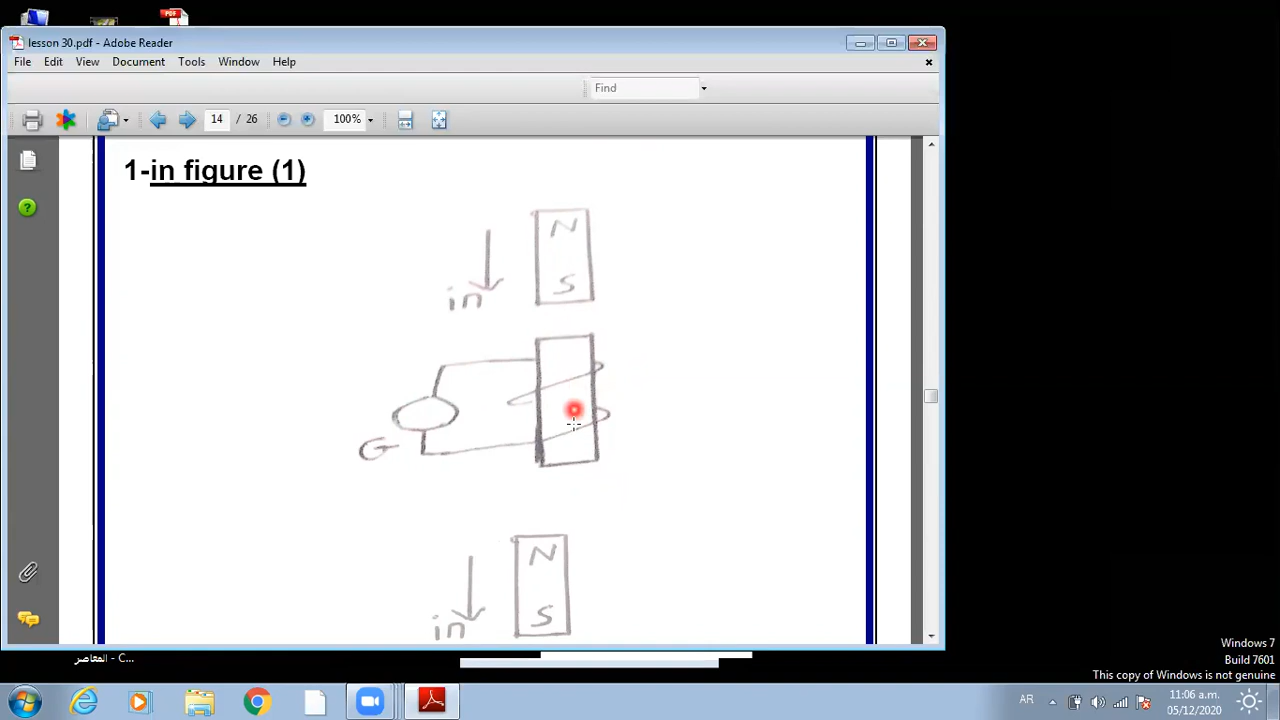 lesson 30.pdf - Adobe Reader
File Edit View Document Tools Window Help
Find
14 / 26 100%
1-in figure (1)
N
S
in
G
N
S
in
المعاصر - C...
Windows 7
Build 7601
This copy of Windows is not genuine
AR
11:06 a.m.
05/12/2020